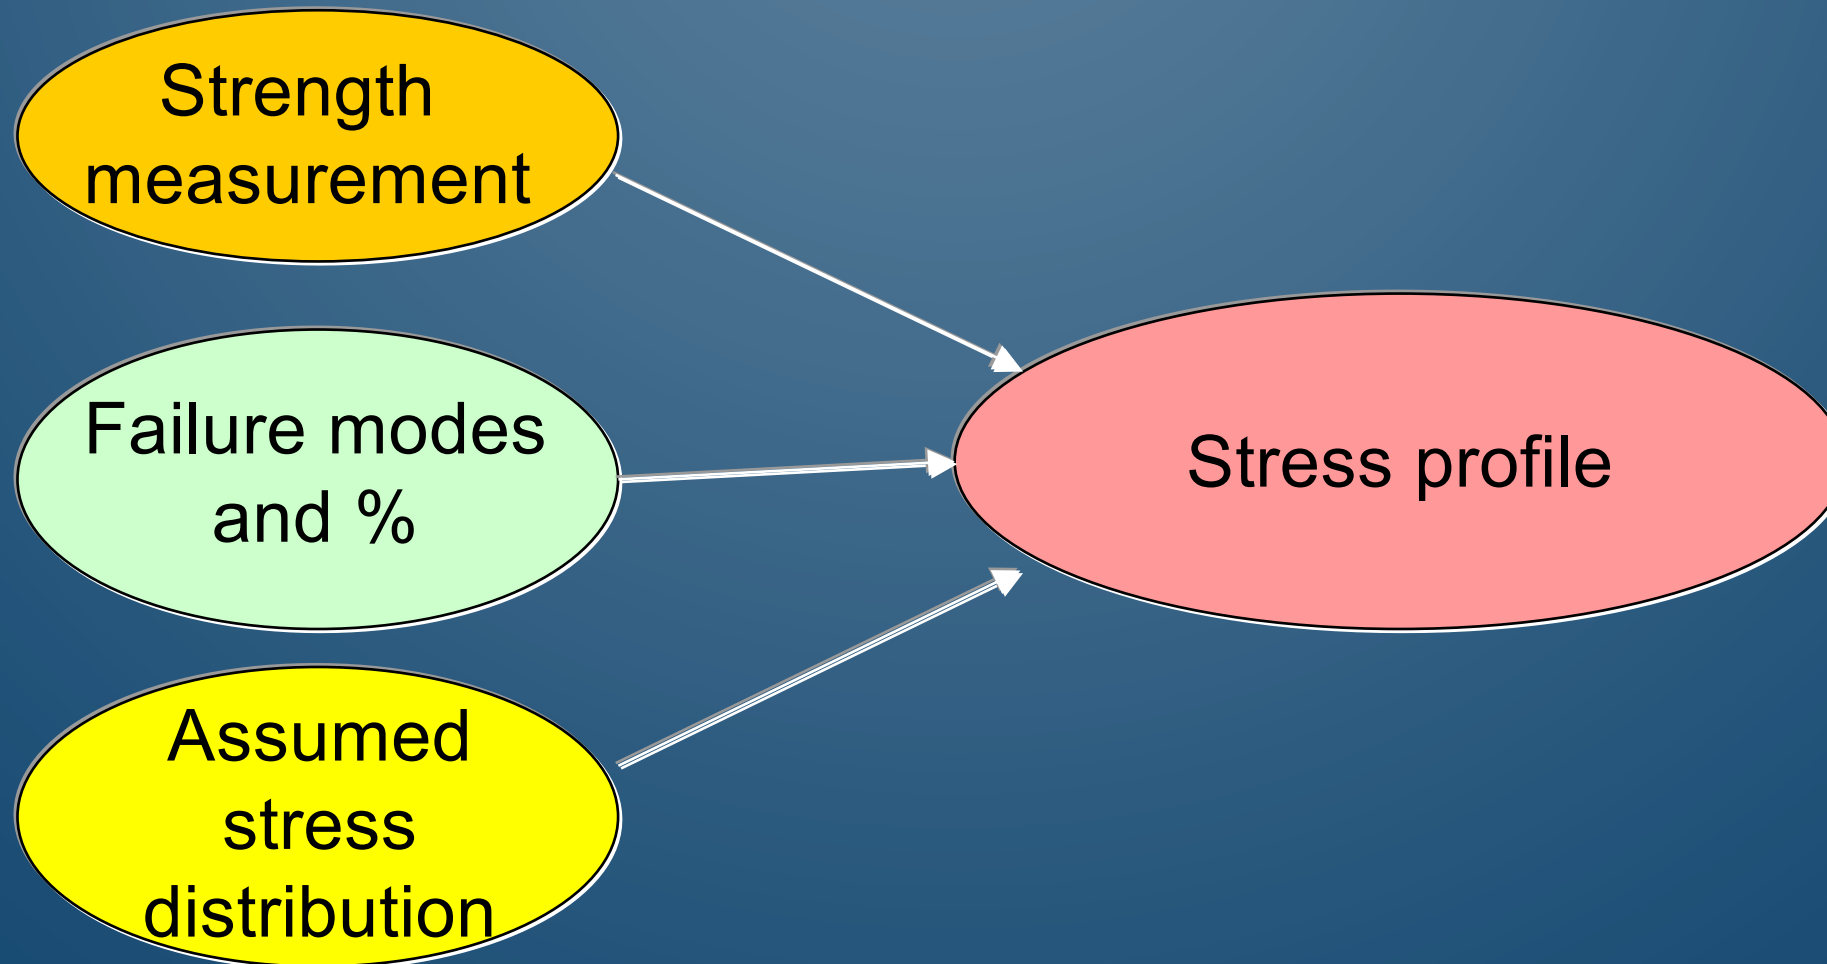 Strength
measurement
Failure modes
and %
Assumed
stress
distribution
Stress profile